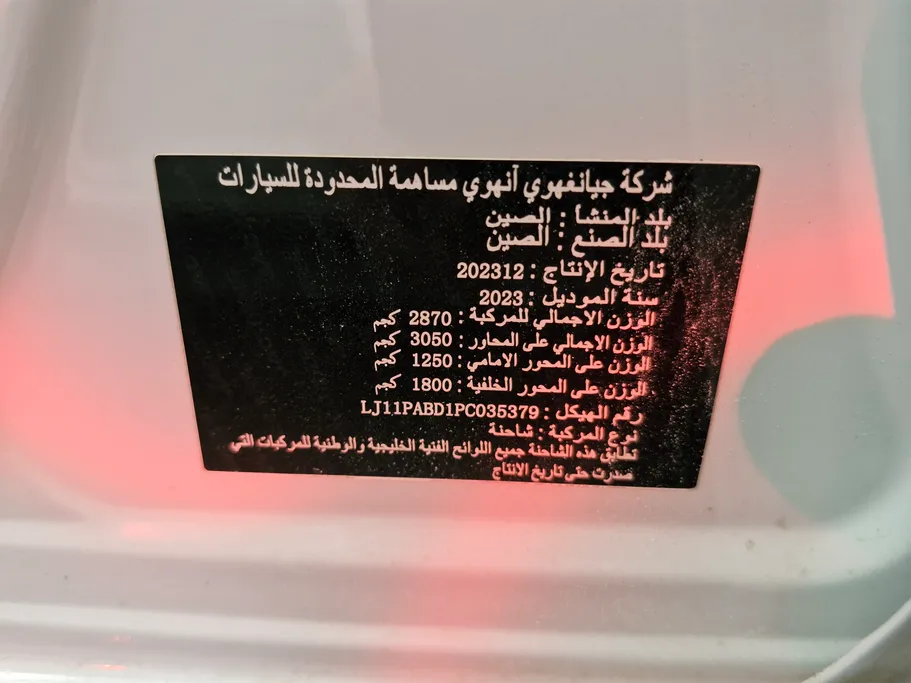 شركة جيانغهوي آنهوي مساهمة المحدودة للسيارات
بلد المنشأ : الصين
بلد الصنع : الصين
تاريخ الإنتاج : 202312
سنة الموديل : 2023
الوزن الاجمالي للمركبة : 2870 كجم
الوزن الاجمالي على المحاور : 3050 كجم
الوزن على المحور الامامي : 1250 كجم
الوزن على المحور الخلفية : 1800 كجم
رقم الهيكل : LJ11PABD1PC035379
نوع المركبة : شاحنة
تطابق هذه الشاحنة جميع اللوائح الفنية الخليجية والوطنية للمركبات التي
صدرت حتى تاريخ الانتاج